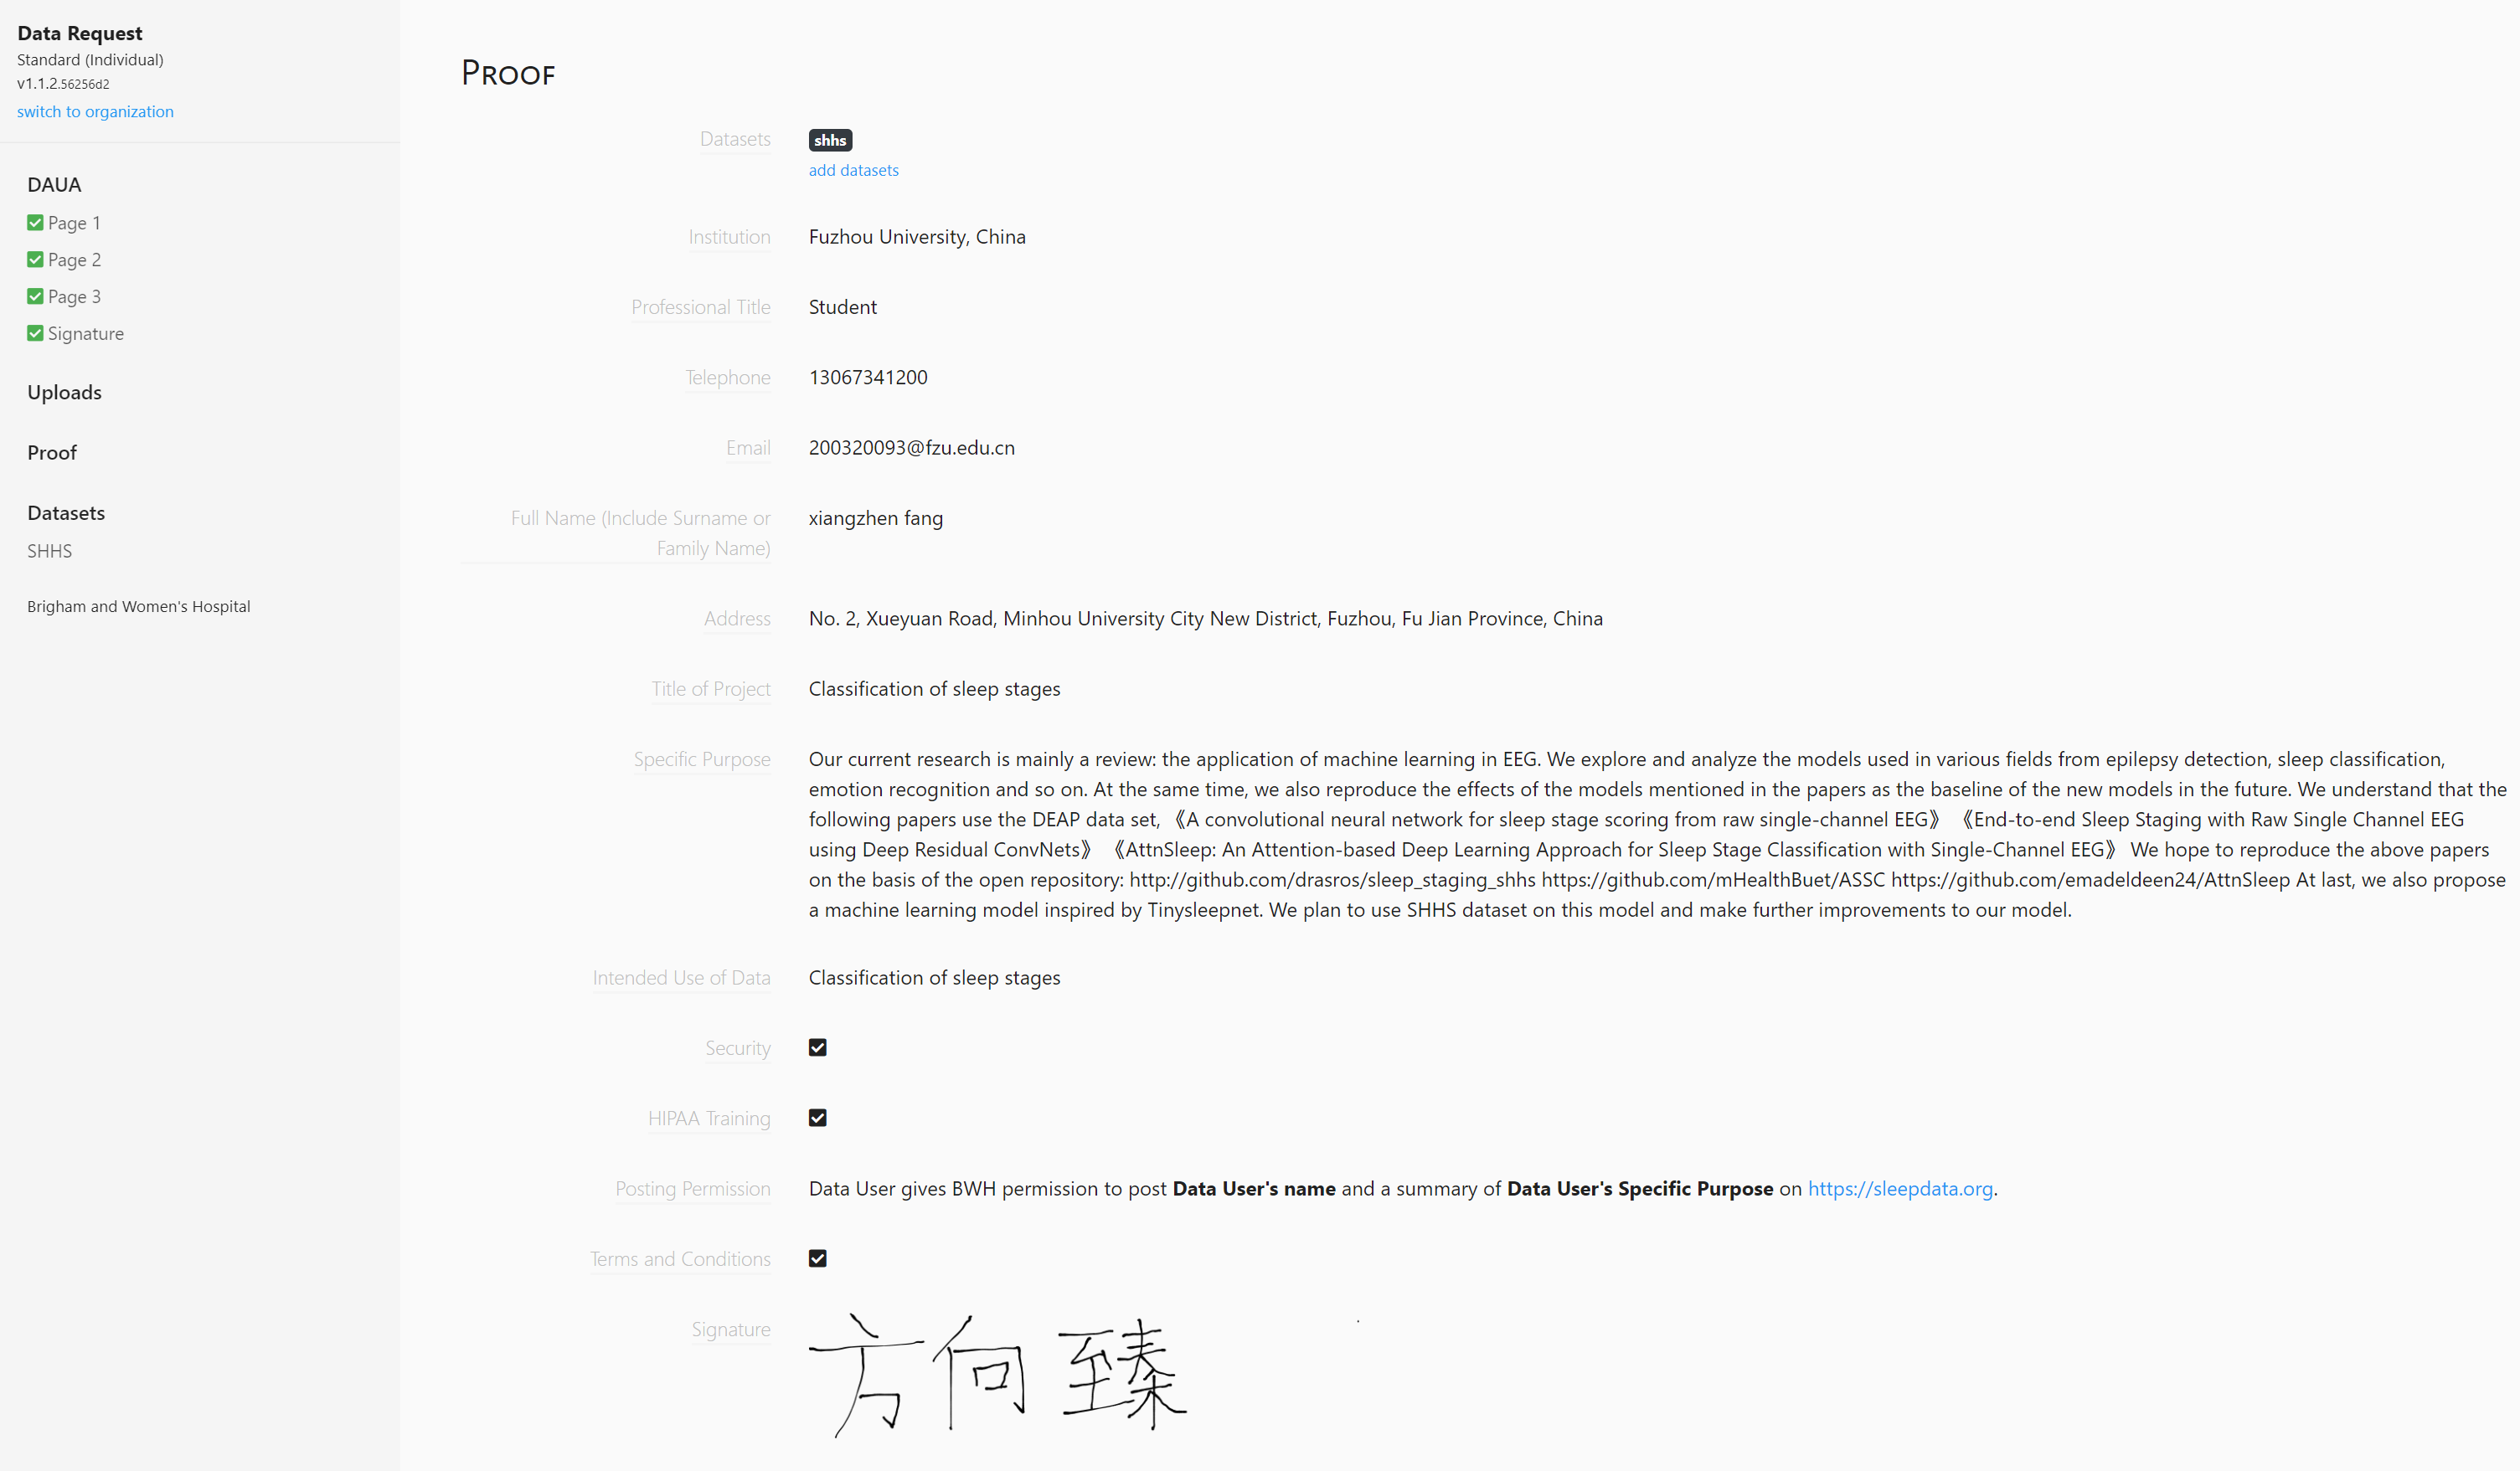 Data Request
Standard (Individual)
v1.1.2.56256d2
switch to organization
DAUA
Page 1
Page 2
Page 3
Signature
Uploads
Proof
Datasets
SHHS
Brigham and Women's Hospital
Proof
Datasets
shhs
add datasets
Institution
Fuzhou University, China
Professional Title
Student
Telephone
13067341200
Email
200320093@fzu.edu.cn
Full Name (Include Surname or
Family Name)
xiangzhen fang
Address
No. 2, Xueyuan Road, Minhou University City New District, Fuzhou, Fu Jian Province, China
Title of Project
Classification of sleep stages
Specific Purpose
Our current research is mainly a review: the application of machine learning in EEG. We explore and analyze the models used in various fields from epilepsy detection, sleep classification,
emotion recognition and so on. At the same time, we also reproduce the effects of the models mentioned in the papers as the baseline of the new models in the future. We understand that the
following papers use the DEAP data set, 《A convolutional neural network for sleep stage scoring from raw single-channel EEG》 《End-to-end Sleep Staging with Raw Single Channel EEG
using Deep Residual ConvNets》 《AttnSleep: An Attention-based Deep Learning Approach for Sleep Stage Classification with Single-Channel EEG》 We hope to reproduce the above papers
on the basis of the open repository: http://github.com/drasros/sleep_staging_shhs https://github.com/mHealthBuet/ASSC https://github.com/emadeldeen24/AttnSleep At last, we also propose
a machine learning model inspired by Tinysleepnet. We plan to use SHHS dataset on this model and make further improvements to our model.
Intended Use of Data
Classification of sleep stages
Security
HIPAA Training
Posting Permission
Data User gives BWH permission to post Data User's name and a summary of Data User's Specific Purpose on https://sleepdata.org.
Terms and Conditions
Signature
方向臻